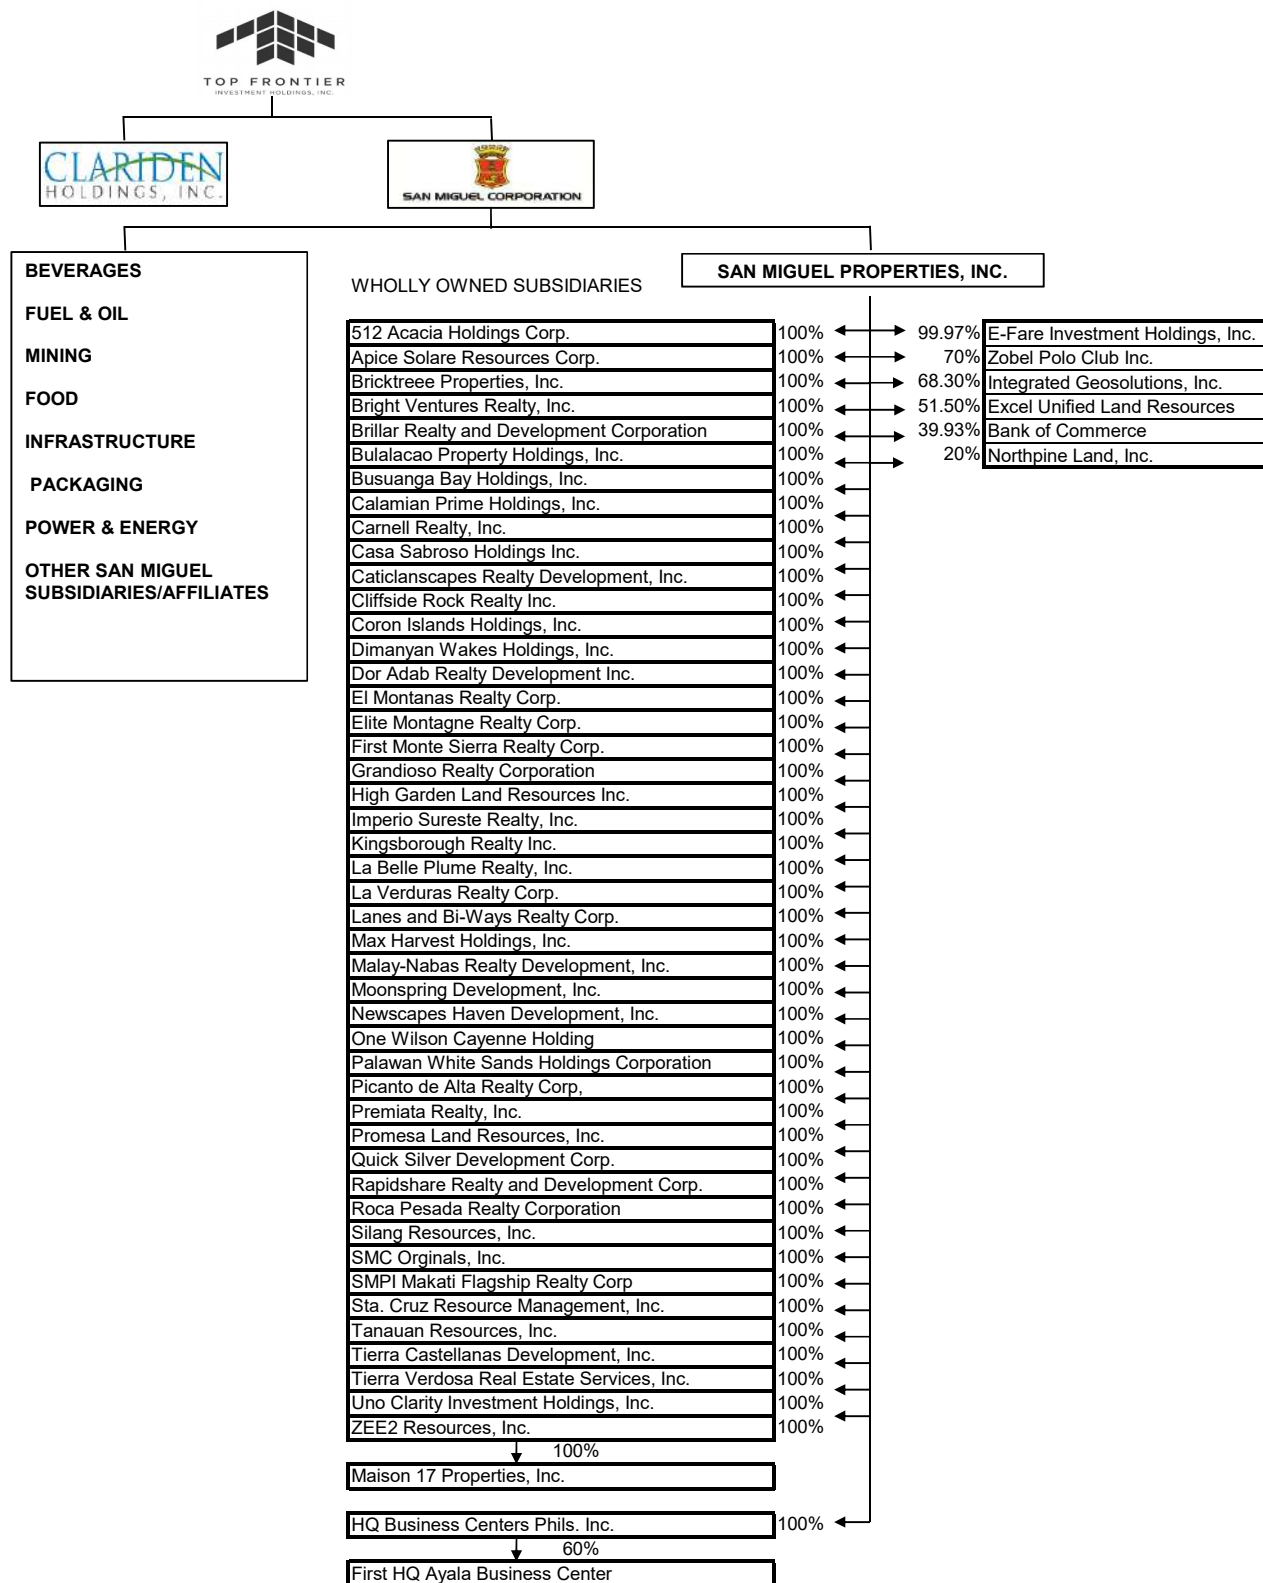 TOP FRONTIER
INVESTMENT HOLDINGS, INC.
CLARIDEN
HOLDINGS, INC.
SAN MIGUEL CORPORATION
BEVERAGES
FUEL & OIL
MINING
FOOD
INFRASTRUCTURE
PACKAGING
POWER & ENERGY
OTHER SAN MIGUEL
SUBSIDIARIES/AFFILIATES
WHOLLY OWNED SUBSIDIARIES
SAN MIGUEL PROPERTIES, INC.
512 Acacia Holdings Corp. 100% 99.97% E-Fare Investment Holdings, Inc.
Apice Solare Resources Corp. 100% 70% Zobel Polo Club Inc.
Bricktreee Properties, Inc. 100% 68.30% Integrated Geosolutions, Inc.
Bright Ventures Realty, Inc. 100% 51.50% Excel Unified Land Resources
Brillar Realty and Development Corporation 100% 39.93% Bank of Commerce
Bulalacao Property Holdings, Inc. 100% 20% Northpine Land, Inc.
Busuanga Bay Holdings, Inc. 100%
Calamian Prime Holdings, Inc. 100%
Carnell Realty, Inc. 100%
Casa Sabroso Holdings Inc. 100%
Caticlanscapes Realty Development, Inc. 100%
Cliffside Rock Realty Inc. 100%
Coron Islands Holdings, Inc. 100%
Dimanyan Wakes Holdings, Inc. 100%
Dor Adab Realty Development Inc. 100%
El Montanas Realty Corp. 100%
Elite Montagne Realty Corp. 100%
First Monte Sierra Realty Corp. 100%
Grandioso Realty Corporation 100%
High Garden Land Resources Inc. 100%
Imperio Sureste Realty, Inc. 100%
Kingsborough Realty Inc. 100%
La Belle Plume Realty, Inc. 100%
La Verduras Realty Corp. 100%
Lanes and Bi-Ways Realty Corp. 100%
Max Harvest Holdings, Inc. 100%
Malay-Nabas Realty Development, Inc. 100%
Moonspring Development, Inc. 100%
Newscapes Haven Development, Inc. 100%
One Wilson Cayenne Holding 100%
Palawan White Sands Holdings Corporation 100%
Picanto de Alta Realty Corp, 100%
Premiata Realty, Inc. 100%
Promesa Land Resources, Inc. 100%
Quick Silver Development Corp. 100%
Rapidshare Realty and Development Corp. 100%
Roca Pesada Realty Corporation 100%
Silang Resources, Inc. 100%
SMC Orginals, Inc. 100%
SMPI Makati Flagship Realty Corp 100%
Sta. Cruz Resource Management, Inc. 100%
Tanauan Resources, Inc. 100%
Tierra Castellanas Development, Inc. 100%
Tierra Verdosa Real Estate Services, Inc. 100%
Uno Clarity Investment Holdings, Inc. 100%
ZEE2 Resources, Inc. 100%
100%
Maison 17 Properties, Inc.
HQ Business Centers Phils. Inc. 100%
60%
First HQ Ayala Business Center